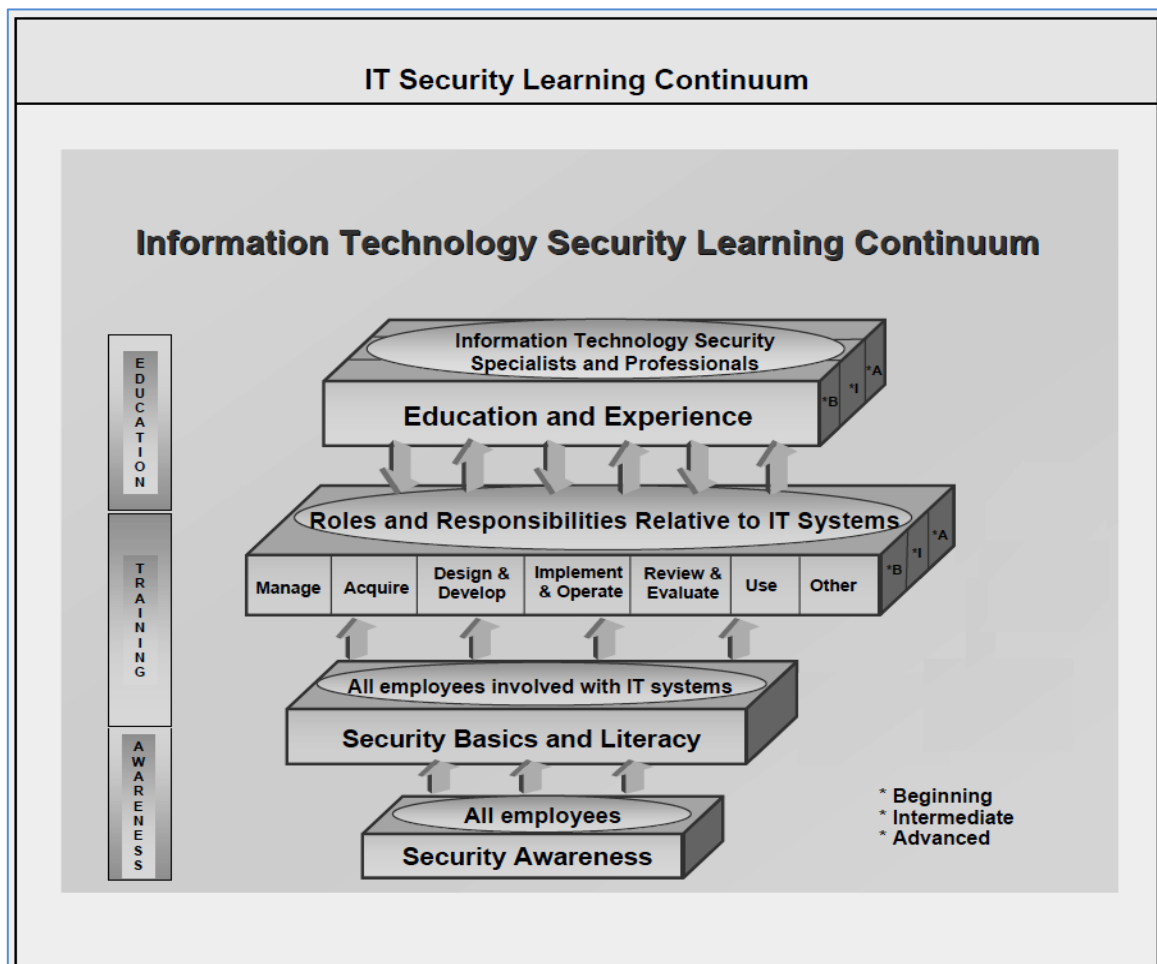 IT Security Learning Continuum
Information Technology Security Learning Continuum
EDUCATION
Information Technology Security
Specialists and Professionals
Education and Experience
*B
*I
*A
TRAINING
Roles and Responsibilities Relative to IT Systems
Manage
Acquire
Design &
Develop
Implement
& Operate
Review &
Evaluate
Use
Other
*B
*I
*A
All employees involved with IT systems
Security Basics and Literacy
AWARENESS
All employees
Security Awareness
* Beginning
* Intermediate
* Advanced